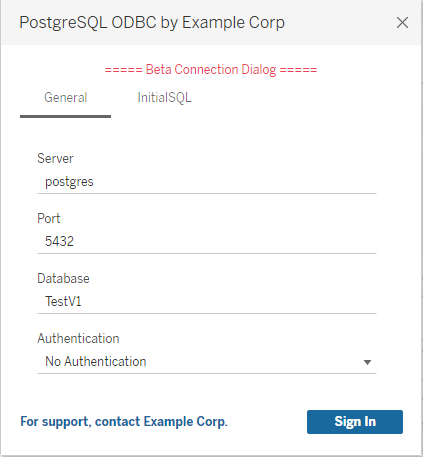 PostgreSQL ODBC by Example Corp
===== Beta Connection Dialog =====
General InitialSQL
Server
postgres
Port
5432
Database
TestV1
Authentication
No Authentication
For support, contact Example Corp. Sign In